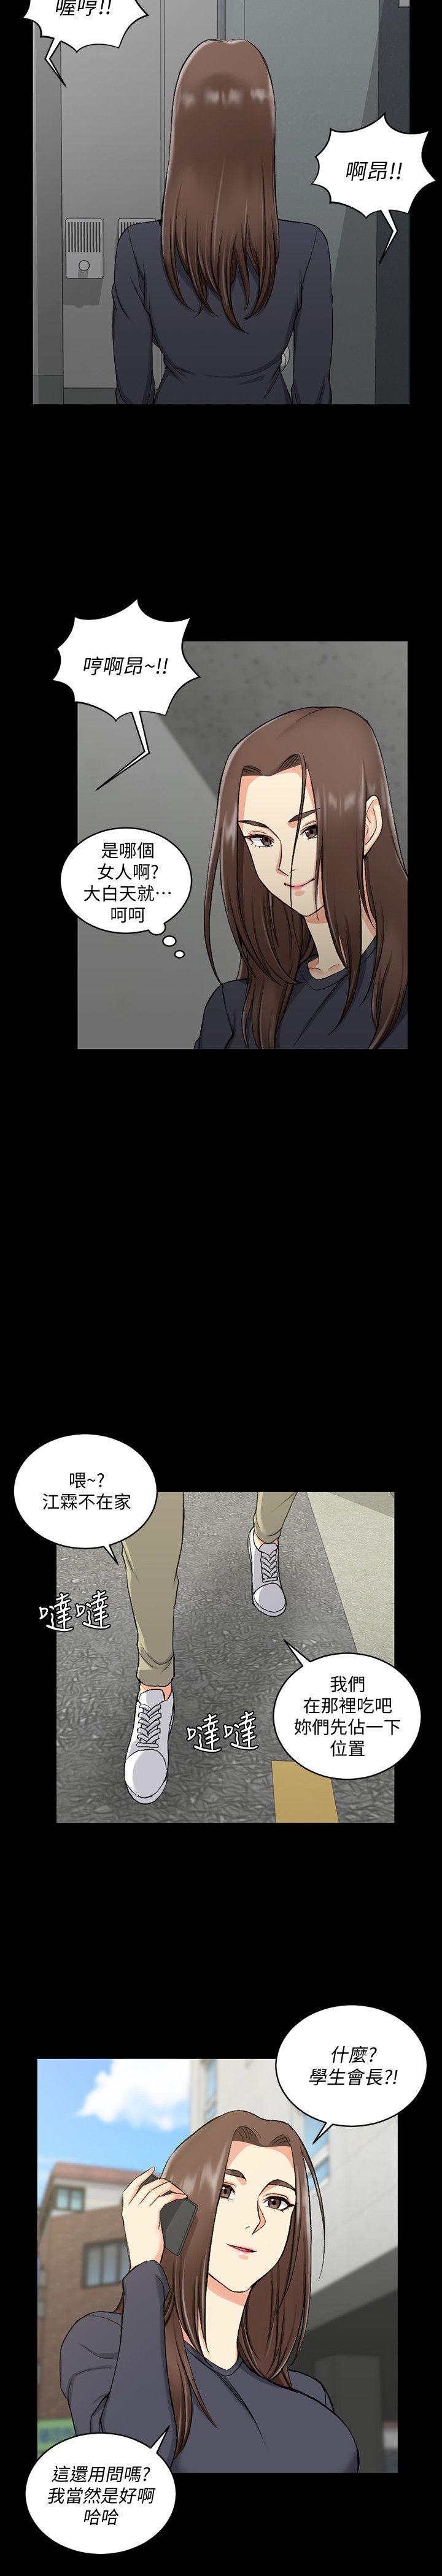 喔哼!!
啊昂!!
哼啊昂~!!
是哪個
女人啊?
大白天就…
呵呵
喂~?
江霖不在家
噠噠
我們
在那裡吃吧
妳們先佔一下
位置
噠噠
什麼?
學生會長?!
這還用問嗎?
我當然是好啊
哈哈